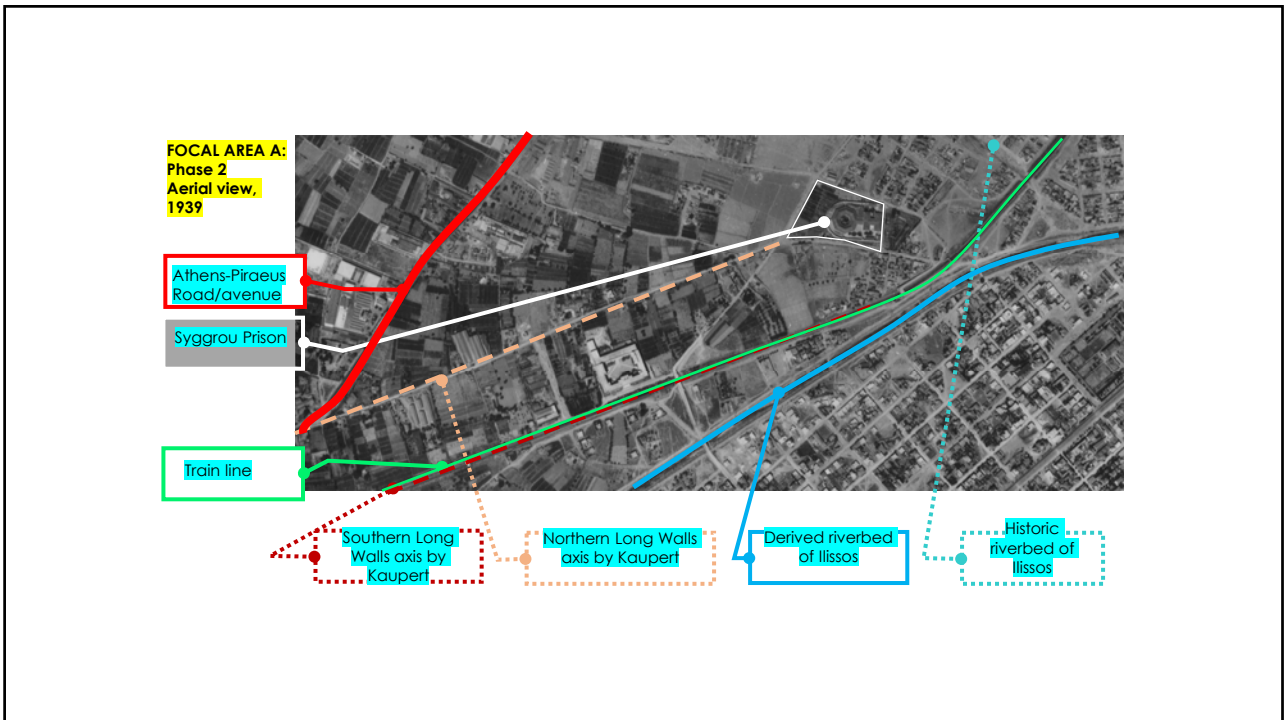 FOCAL AREA A:
Phase 2
Aerial view,
1939
Athens-Piraeus
Road/avenue
Syggrou Prison
Train line
Southern Long
Walls axis by
Kaupert
Northern Long Walls
axis by Kaupert
Derived riverbed
of Ilissos
Historic
riverbed of
Ilissos